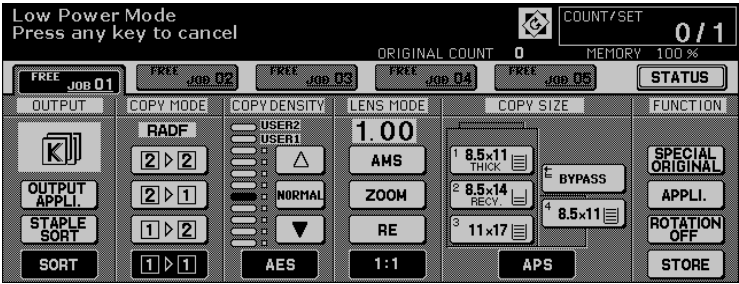 Low Power Mode
Press any key to cancel
COUNT/SET
0/1
ORIGINAL COUNT 0 MEMORY 100 %
FREE JOB 01
FREE JOB 02
FREE JOB 03
FREE JOB 04
FREE JOB 05
STATUS
OUTPUT
COPY MODE
COPY DENSITY
LENS MODE
COPY SIZE
FUNCTION
K
OUTPUT
APPLI.
STAPLE
SORT
SORT
RADF
2 ▷ 2
2 ▷ 1
1 ▷ 2
1 ▷ 1
USER2
USER1
△
NORMAL
▼
AES
1.00
AMS
ZOOM
RE
1:1
1 8.5x11
THICK
2 8.5x14
RECY.
3 11x17
BYPASS
4 8.5x11
APS
SPECIAL
ORIGINAL
APPLI.
ROTATION
OFF
STORE